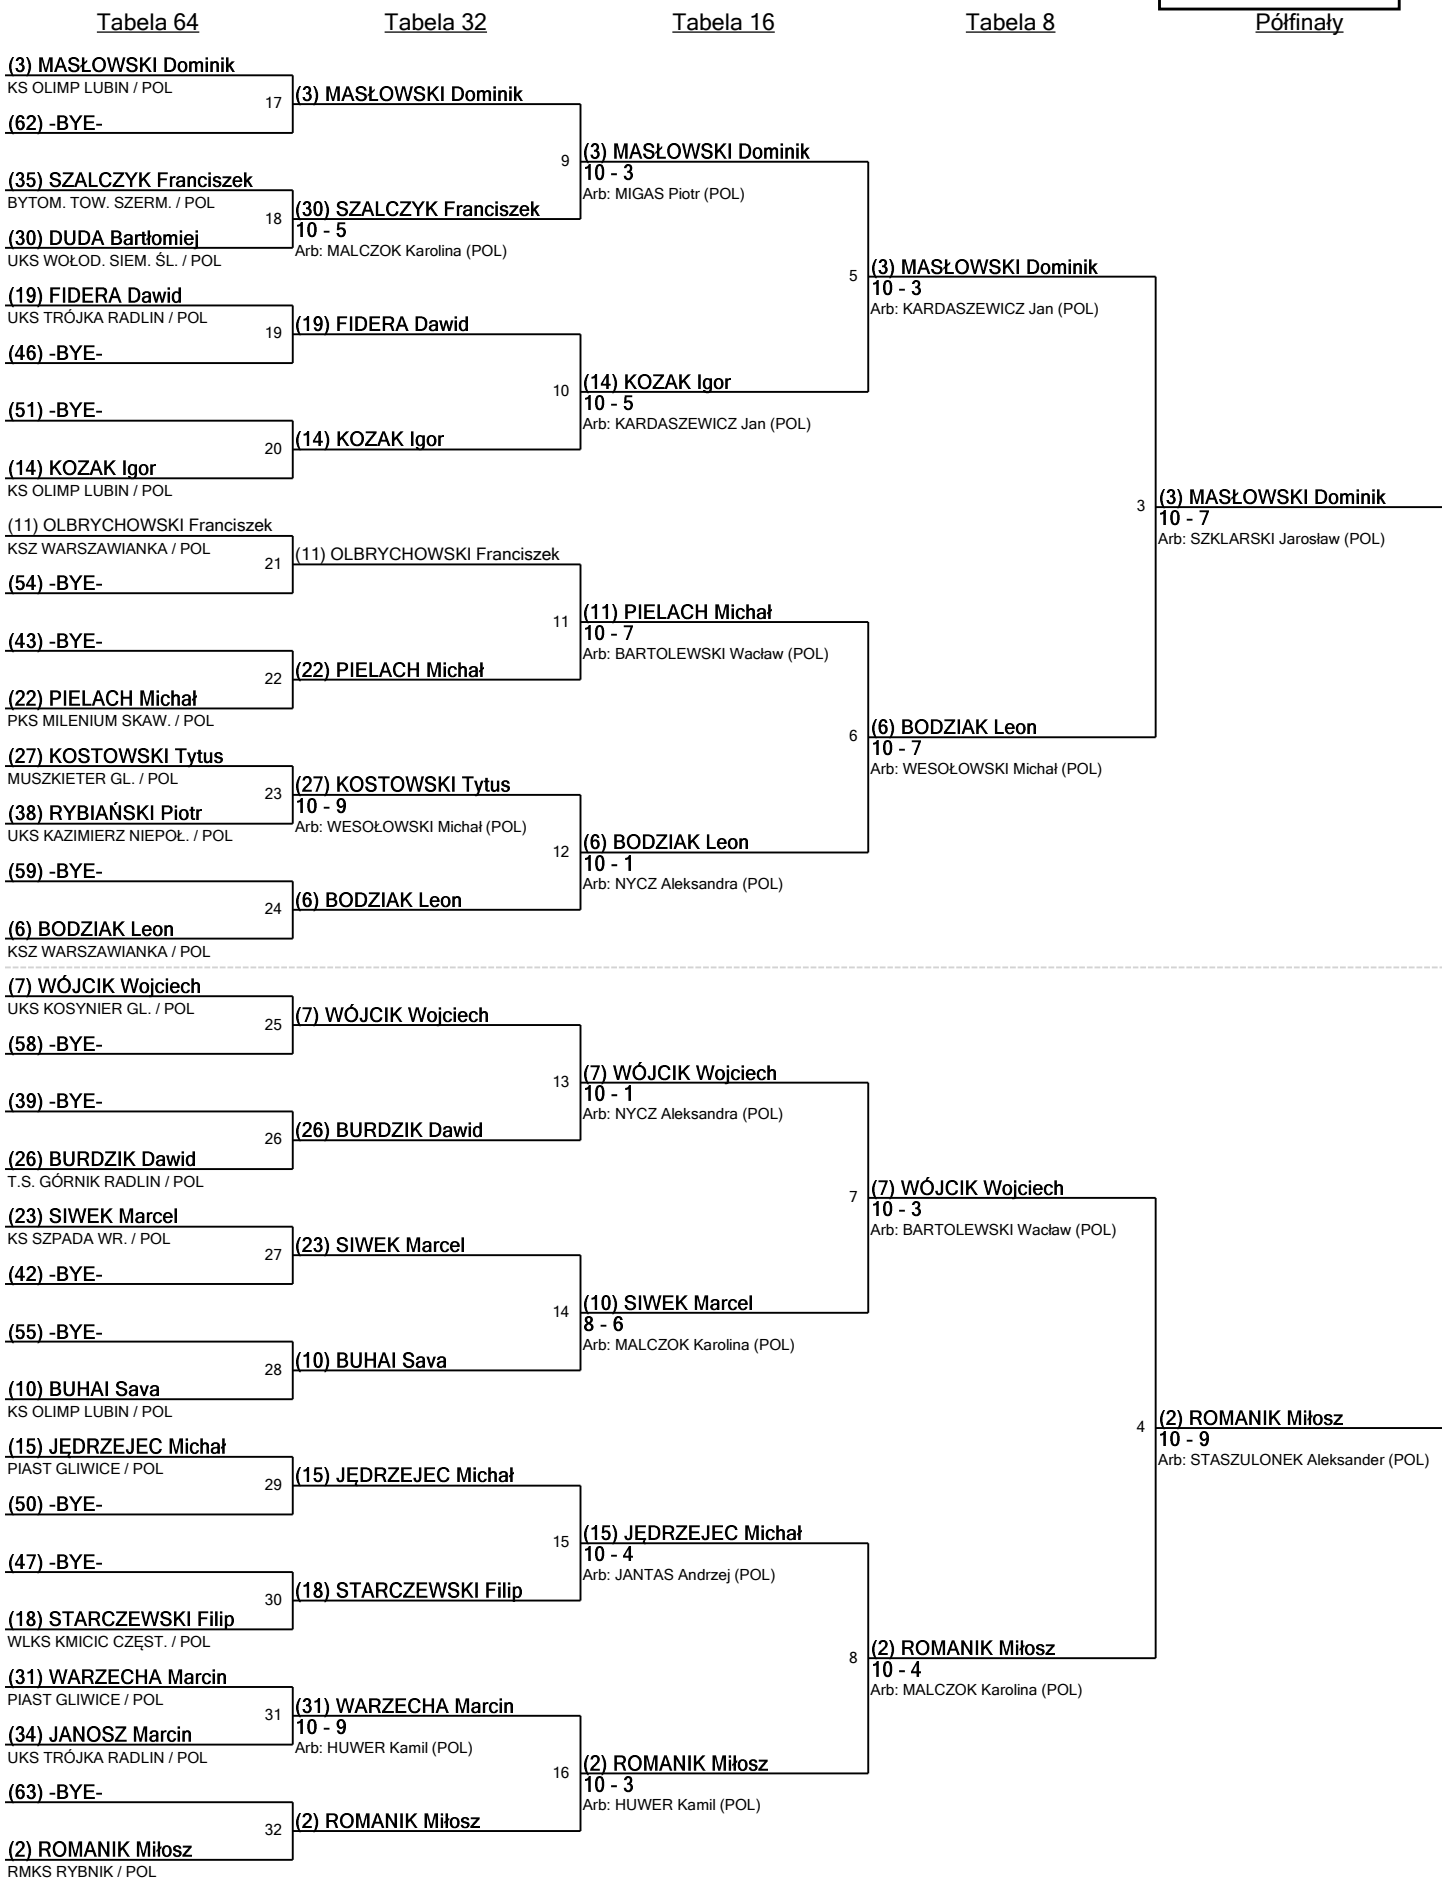 Tabela 64
Tabela 32
Tabela 16
Tabela 8
Półfinały
(3) MASŁOWSKI Dominik
KS OLIMP LUBIN / POL
17
(62) -BYE-
(35) SZALCZYK Franciszek
BYTOM. TOW. SZERM. / POL
18
(30) DUDA Bartłomiej
UKS WOŁOD. SIEM. ŚL. / POL
(19) FIDERA Dawid
UKS TRÓJKA RADLIN / POL
19
(46) -BYE-
(51) -BYE-
20
(14) KOZAK Igor
KS OLIMP LUBIN / POL
(11) OLBRYCHOWSKI Franciszek
KSZ WARSZAWIANKA / POL
21
(54) -BYE-
(43) -BYE-
22
(22) PIELACH Michał
PKS MILENIUM SKAW. / POL
(27) KOSTOWSKI Tytus
MUSZKIETER GL. / POL
23
(38) RYBIAŃSKI Piotr
UKS KAZIMIERZ NIEPOŁ. / POL
(59) -BYE-
24
(6) BODZIAK Leon
KSZ WARSZAWIANKA / POL
(7) WÓJCIK Wojciech
UKS KOSYNIER GL. / POL
25
(58) -BYE-
(39) -BYE-
26
(26) BURDZIK Dawid
T.S. GÓRNIK RADLIN / POL
(23) SIWEK Marcel
KS SZPADA WR. / POL
27
(42) -BYE-
(55) -BYE-
28
(10) BUHAI Sava
KS OLIMP LUBIN / POL
(15) JĘDRZEJEC Michał
PIAST GLIWICE / POL
29
(50) -BYE-
(47) -BYE-
30
(18) STARCZEWSKI Filip
WLKS KMICIC CZĘST. / POL
(31) WARZECHA Marcin
PIAST GLIWICE / POL
31
(34) JANOSZ Marcin
UKS TRÓJKA RADLIN / POL
(63) -BYE-
32
(2) ROMANIK Miłosz
RMKS RYBNIK / POL
(3) MASŁOWSKI Dominik
9
(30) SZALCZYK Franciszek
10 - 5
Arb: MALCZOK Karolina (POL)
(19) FIDERA Dawid
10
(14) KOZAK Igor
(11) OLBRYCHOWSKI Franciszek
11
(22) PIELACH Michał
(27) KOSTOWSKI Tytus
10 - 9
Arb: WESOŁOWSKI Michał (POL)
12
(6) BODZIAK Leon
(7) WÓJCIK Wojciech
13
(26) BURDZIK Dawid
(23) SIWEK Marcel
14
(10) BUHAI Sava
(15) JĘDRZEJEC Michał
15
(18) STARCZEWSKI Filip
(31) WARZECHA Marcin
10 - 9
Arb: HUWER Kamil (POL)
16
(2) ROMANIK Miłosz
(3) MASŁOWSKI Dominik
10 - 3
Arb: MIGAS Piotr (POL)
5
(14) KOZAK Igor
10 - 5
Arb: KARDASZEWICZ Jan (POL)
(11) PIELACH Michał
10 - 7
Arb: BARTOLEWSKI Wacław (POL)
6
(6) BODZIAK Leon
10 - 1
Arb: NYCZ Aleksandra (POL)
(7) WÓJCIK Wojciech
10 - 1
Arb: NYCZ Aleksandra (POL)
7
(10) SIWEK Marcel
8 - 6
Arb: MALCZOK Karolina (POL)
(15) JĘDRZEJEC Michał
10 - 4
Arb: JANTAS Andrzej (POL)
8
(2) ROMANIK Miłosz
10 - 3
Arb: HUWER Kamil (POL)
(3) MASŁOWSKI Dominik
10 - 3
Arb: KARDASZEWICZ Jan (POL)
3
(6) BODZIAK Leon
10 - 7
Arb: WESOŁOWSKI Michał (POL)
(7) WÓJCIK Wojciech
10 - 3
Arb: BARTOLEWSKI Wacław (POL)
4
(2) ROMANIK Miłosz
10 - 4
Arb: MALCZOK Karolina (POL)
(3) MASŁOWSKI Dominik
10 - 7
Arb: SZKLARSKI Jarosław (POL)
(2) ROMANIK Miłosz
10 - 9
Arb: STASZULONEK Aleksander (POL)